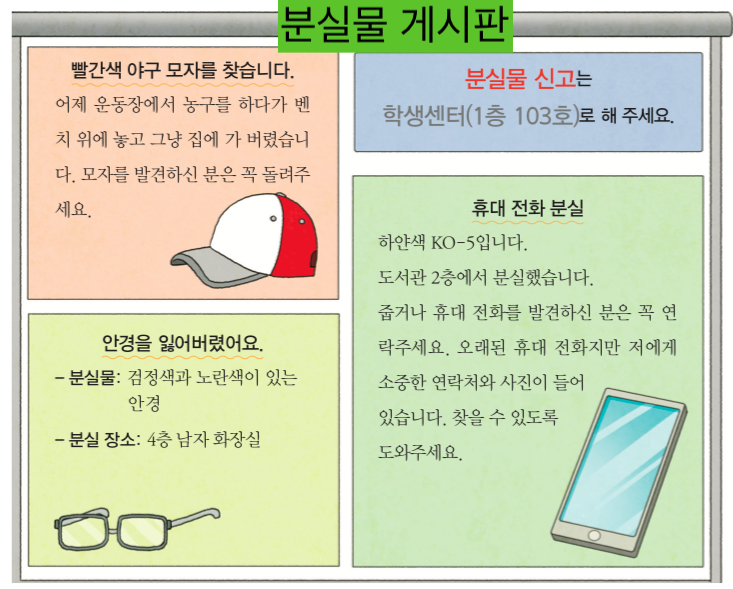 분실물 게시판
빨간색 야구 모자를 찾습니다.
어제 운동장에서 농구를 하다가 벤
치 위에 놓고 그냥 집에 가 버렸습니
다. 모자를 발견하신 분은 꼭 돌려주
세요.
분실물 신고는
학생센터(1층 103호)로 해 주세요.
안경을 잃어버렸어요.
– 분실물: 검정색과 노란색이 있는
안경
– 분실 장소: 4층 남자 화장실
휴대 전화 분실
하얀색 KO-5입니다.
도서관 2층에서 분실했습니다.
줍거나 휴대 전화를 발견하신 분은 꼭 연
락주세요. 오래된 휴대 전화지만 저에게
소중한 연락처와 사진이 들어
있습니다. 찾을 수 있도록
도와주세요.